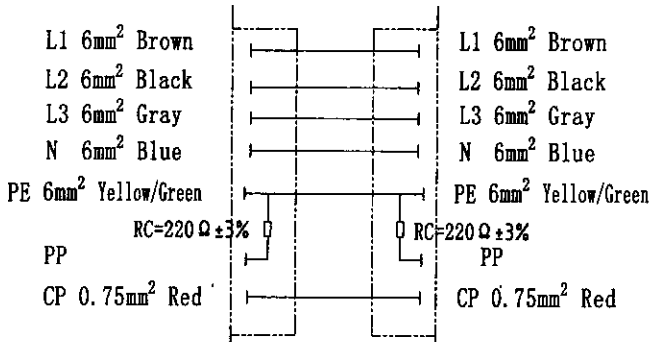 L1 6mm² Brown
L1 6mm² Brown
L2 6mm² Black
L2 6mm² Black
L3 6mm² Gray
L3 6mm² Gray
N 6mm² Blue
N 6mm² Blue
PE 6mm² Yellow/Green
PE 6mm² Yellow/Green
RC=220Ω±3%
RC=220Ω±3%
PP
PP
CP 0.75mm² Red
CP 0.75mm² Red